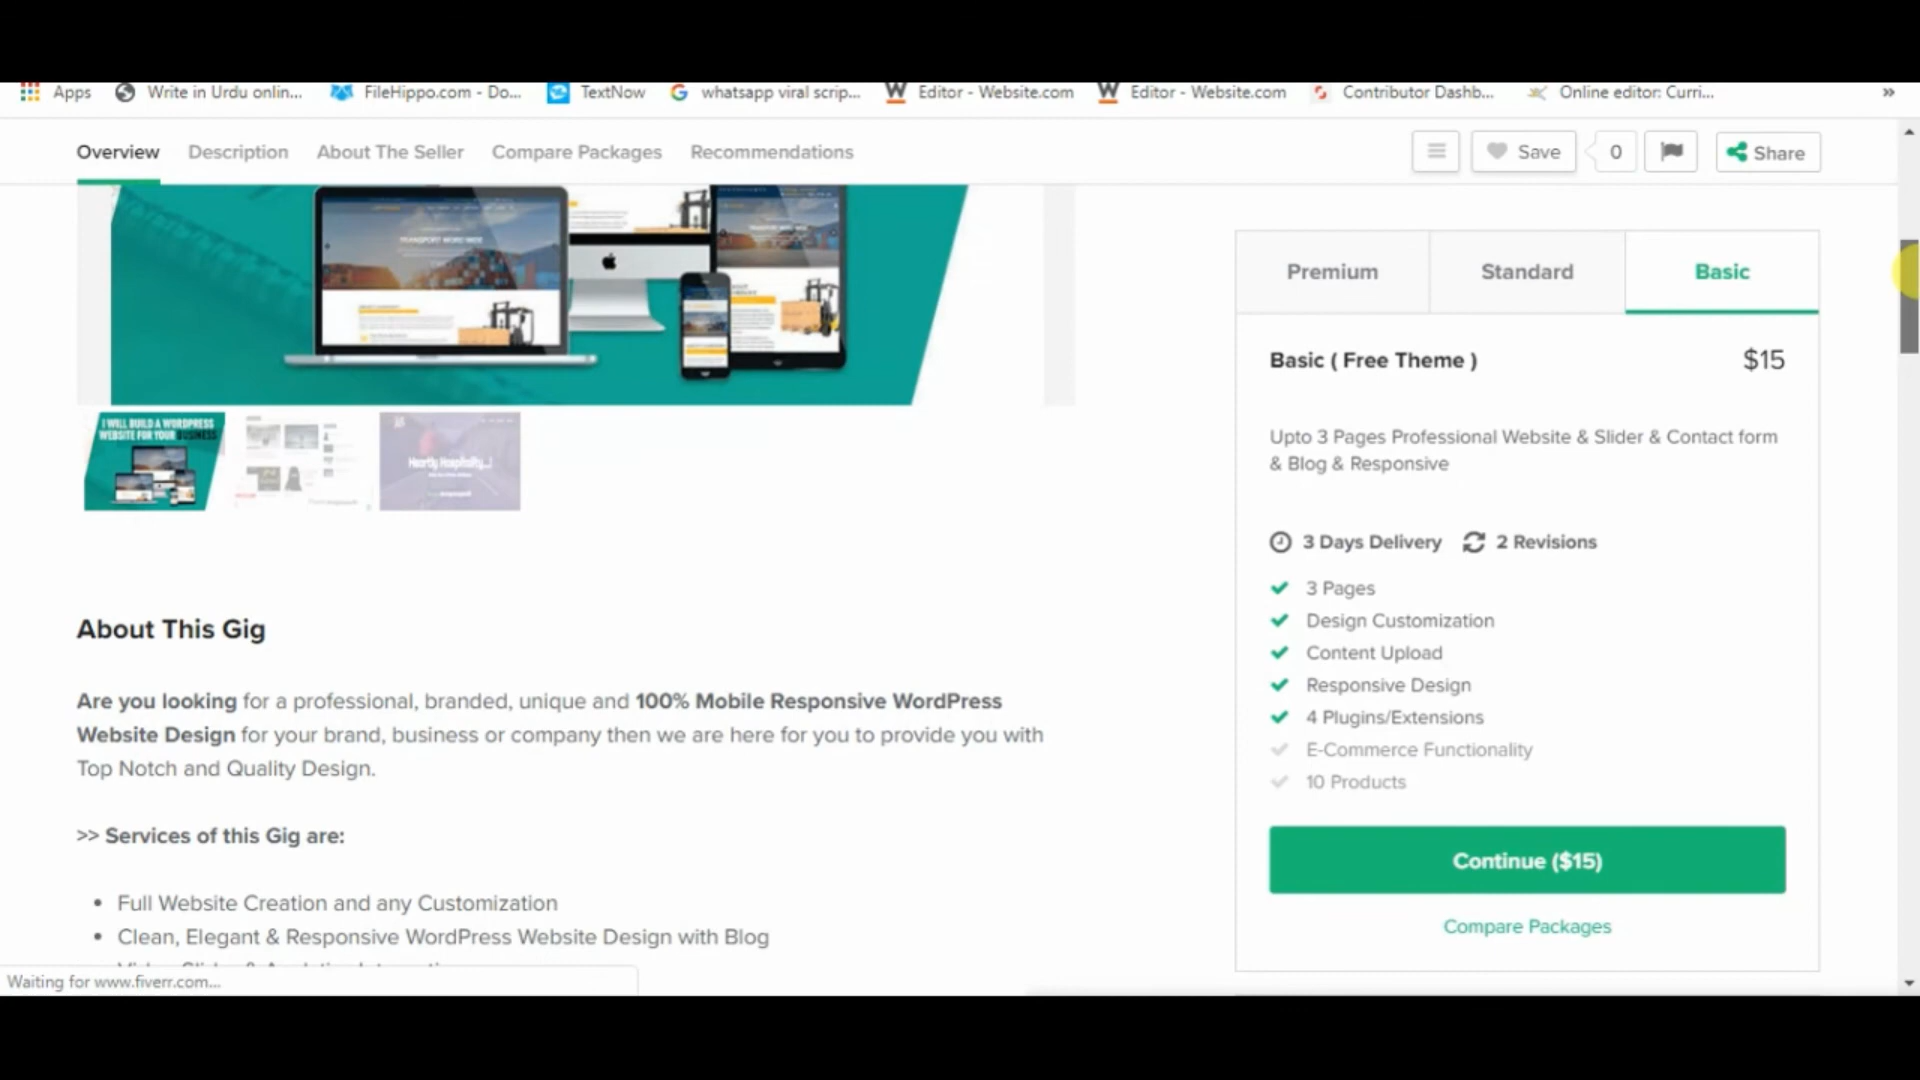 Apps
Write in Urdu onlin...
FileHippo.com - Do...
TextNow
whatsapp viral scrip...
Editor - Website.com
Editor - Website.com
Contributor Dashb...
Online editor: Curri...
»
Overview
Description
About The Seller
Compare Packages
Recommendations
Save
0
Share
I WILL BUILD A WORDPRESS
WEBSITE FOR YOUR BUSINESS
Premium
Standard
Basic
Basic ( Free Theme )
$15
Upto 3 Pages Professional Website & Slider & Contact form
& Blog & Responsive
3 Days Delivery
2 Revisions
3 Pages
Design Customization
Content Upload
Responsive Design
4 Plugins/Extensions
E-Commerce Functionality
10 Products
Continue ($15)
Compare Packages
About This Gig
Are you looking for a professional, branded, unique and 100% Mobile Responsive WordPress
Website Design for your brand, business or company then we are here for you to provide you with
Top Notch and Quality Design.
>> Services of this Gig are:
• Full Website Creation and any Customization
• Clean, Elegant & Responsive WordPress Website Design with Blog
Waiting for www.fiverr.com...